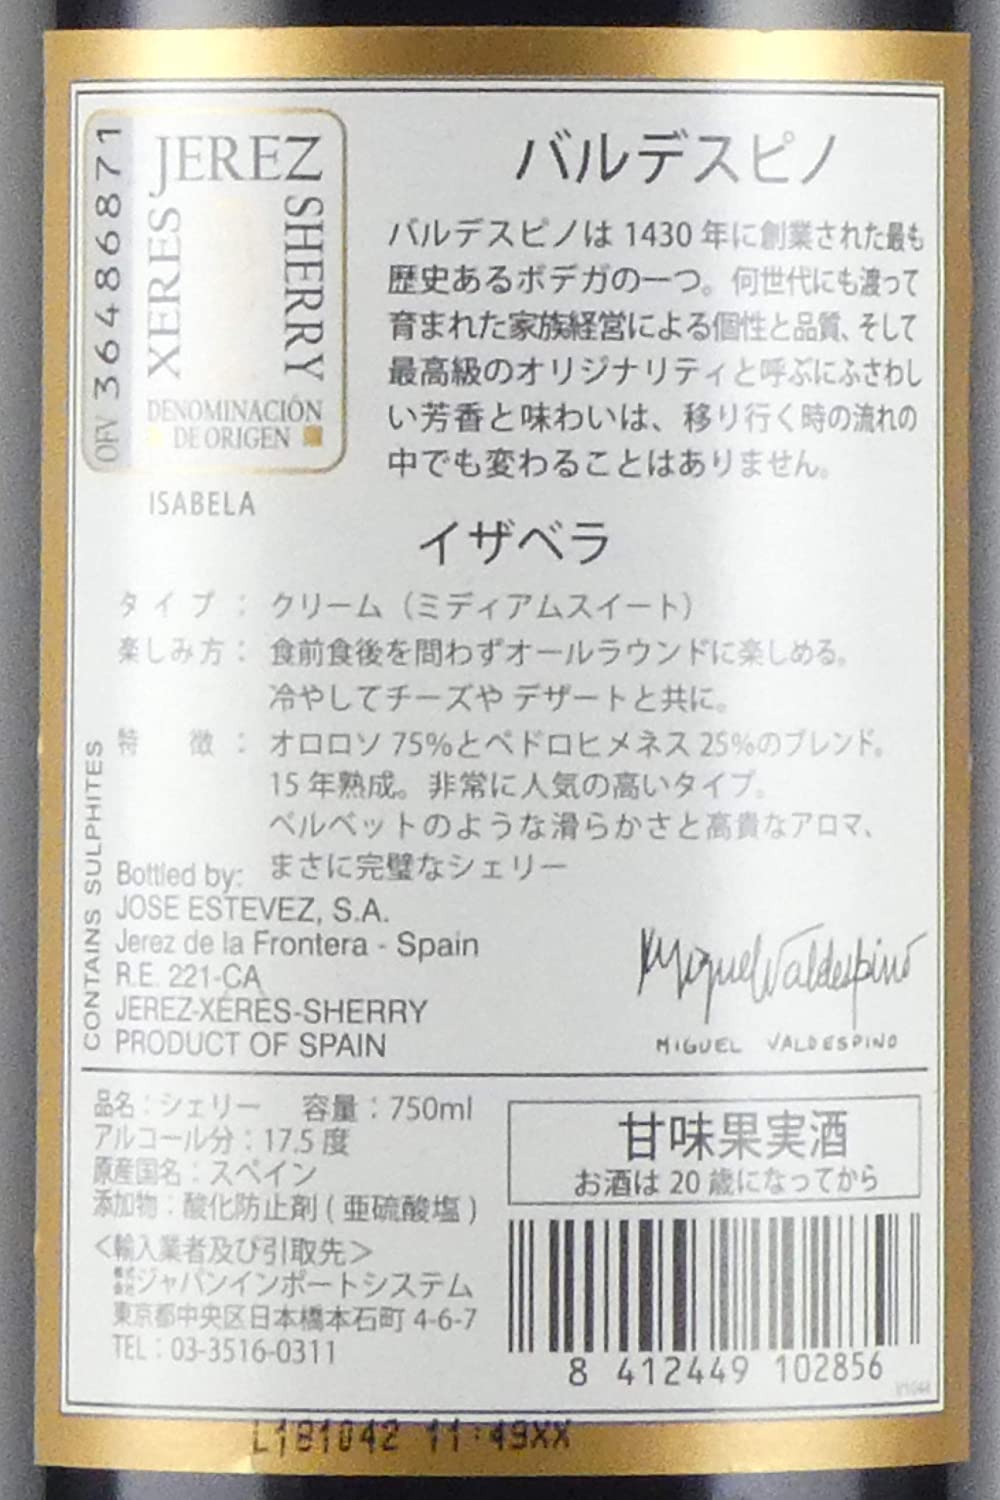 OFV 3648686871
JEREZ
XERES
SHERRY
DENOMINACIÓN
DE ORIGEN
ISABELA
バルデスピノ
バルデスピノは 1430 年に創業された最も
歴史あるボデガの一つ。何世代にも渡って
育まれた家族経営による個性と品質、そして
最高級のオリジナリティと呼ぶにふさわし
い芳香と味わいは、移り行く時の流れの
中でも変わることはありません。
イザベラ
タイプ：クリーム（ミディアムスイート）
楽しみ方：食前食後を問わずオールラウンドに楽しめる。
冷やしてチーズや デザートと共に。
特徴：オロロソ 75%とペドロヒメネス 25%のブレンド。
15 年熟成。非常に人気の高いタイプ。
ベルベットのような滑らかさと高貴なアロマ、
まさに完璧なシェリー
CONTAINS SULPHITES
Bottled by:
JOSE ESTEVEZ, S.A.
Jerez de la Frontera - Spain
R.E. 221-CA
JEREZ-XÉRES-SHERRY
PRODUCT OF SPAIN
Miguel Valdespino
MIGUEL VALDESPINO
品名：シェリー 容量：750ml
アルコール分：17.5 度
原産国名：スペイン
添加物：酸化防止剤 ( 亜硫酸塩 )
＜輸入業者及び引取先＞
株式会社ジャパンインポートシステム
東京都中央区日本橋本石町 4-6-7
TEL：03-3516-0311
甘味果実酒
お酒は 20 歳になってから
8 412449 102856
L181042 11:49XX